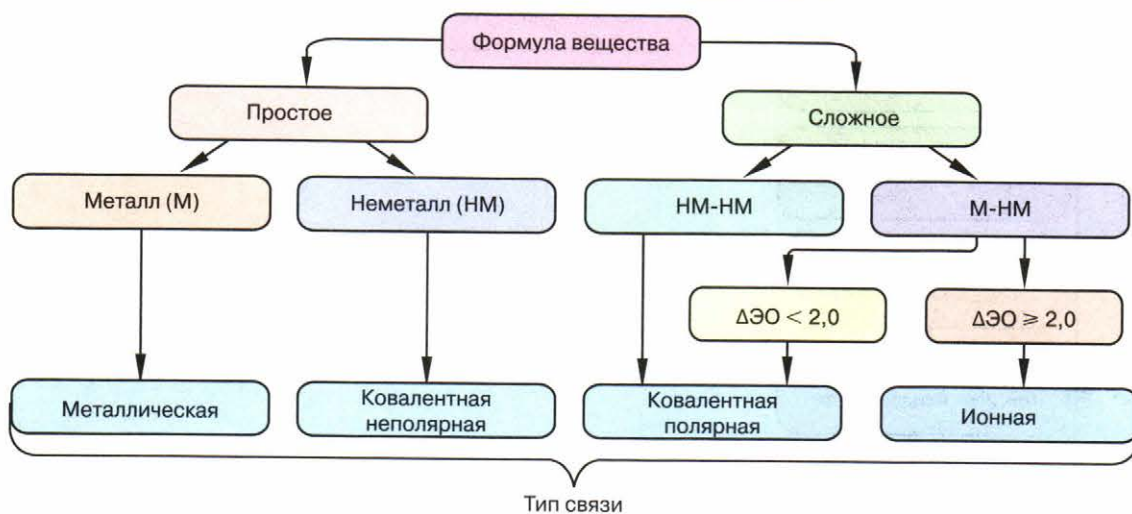 Формула вещества
Простое
Сложное
Металл (М)
Неметалл (НМ)
НМ-НМ
М-НМ
ΔЭО < 2,0
ΔЭО ⩾ 2,0
Металлическая
Ковалентная
неполярная
Ковалентная
полярная
Ионная
Тип связи